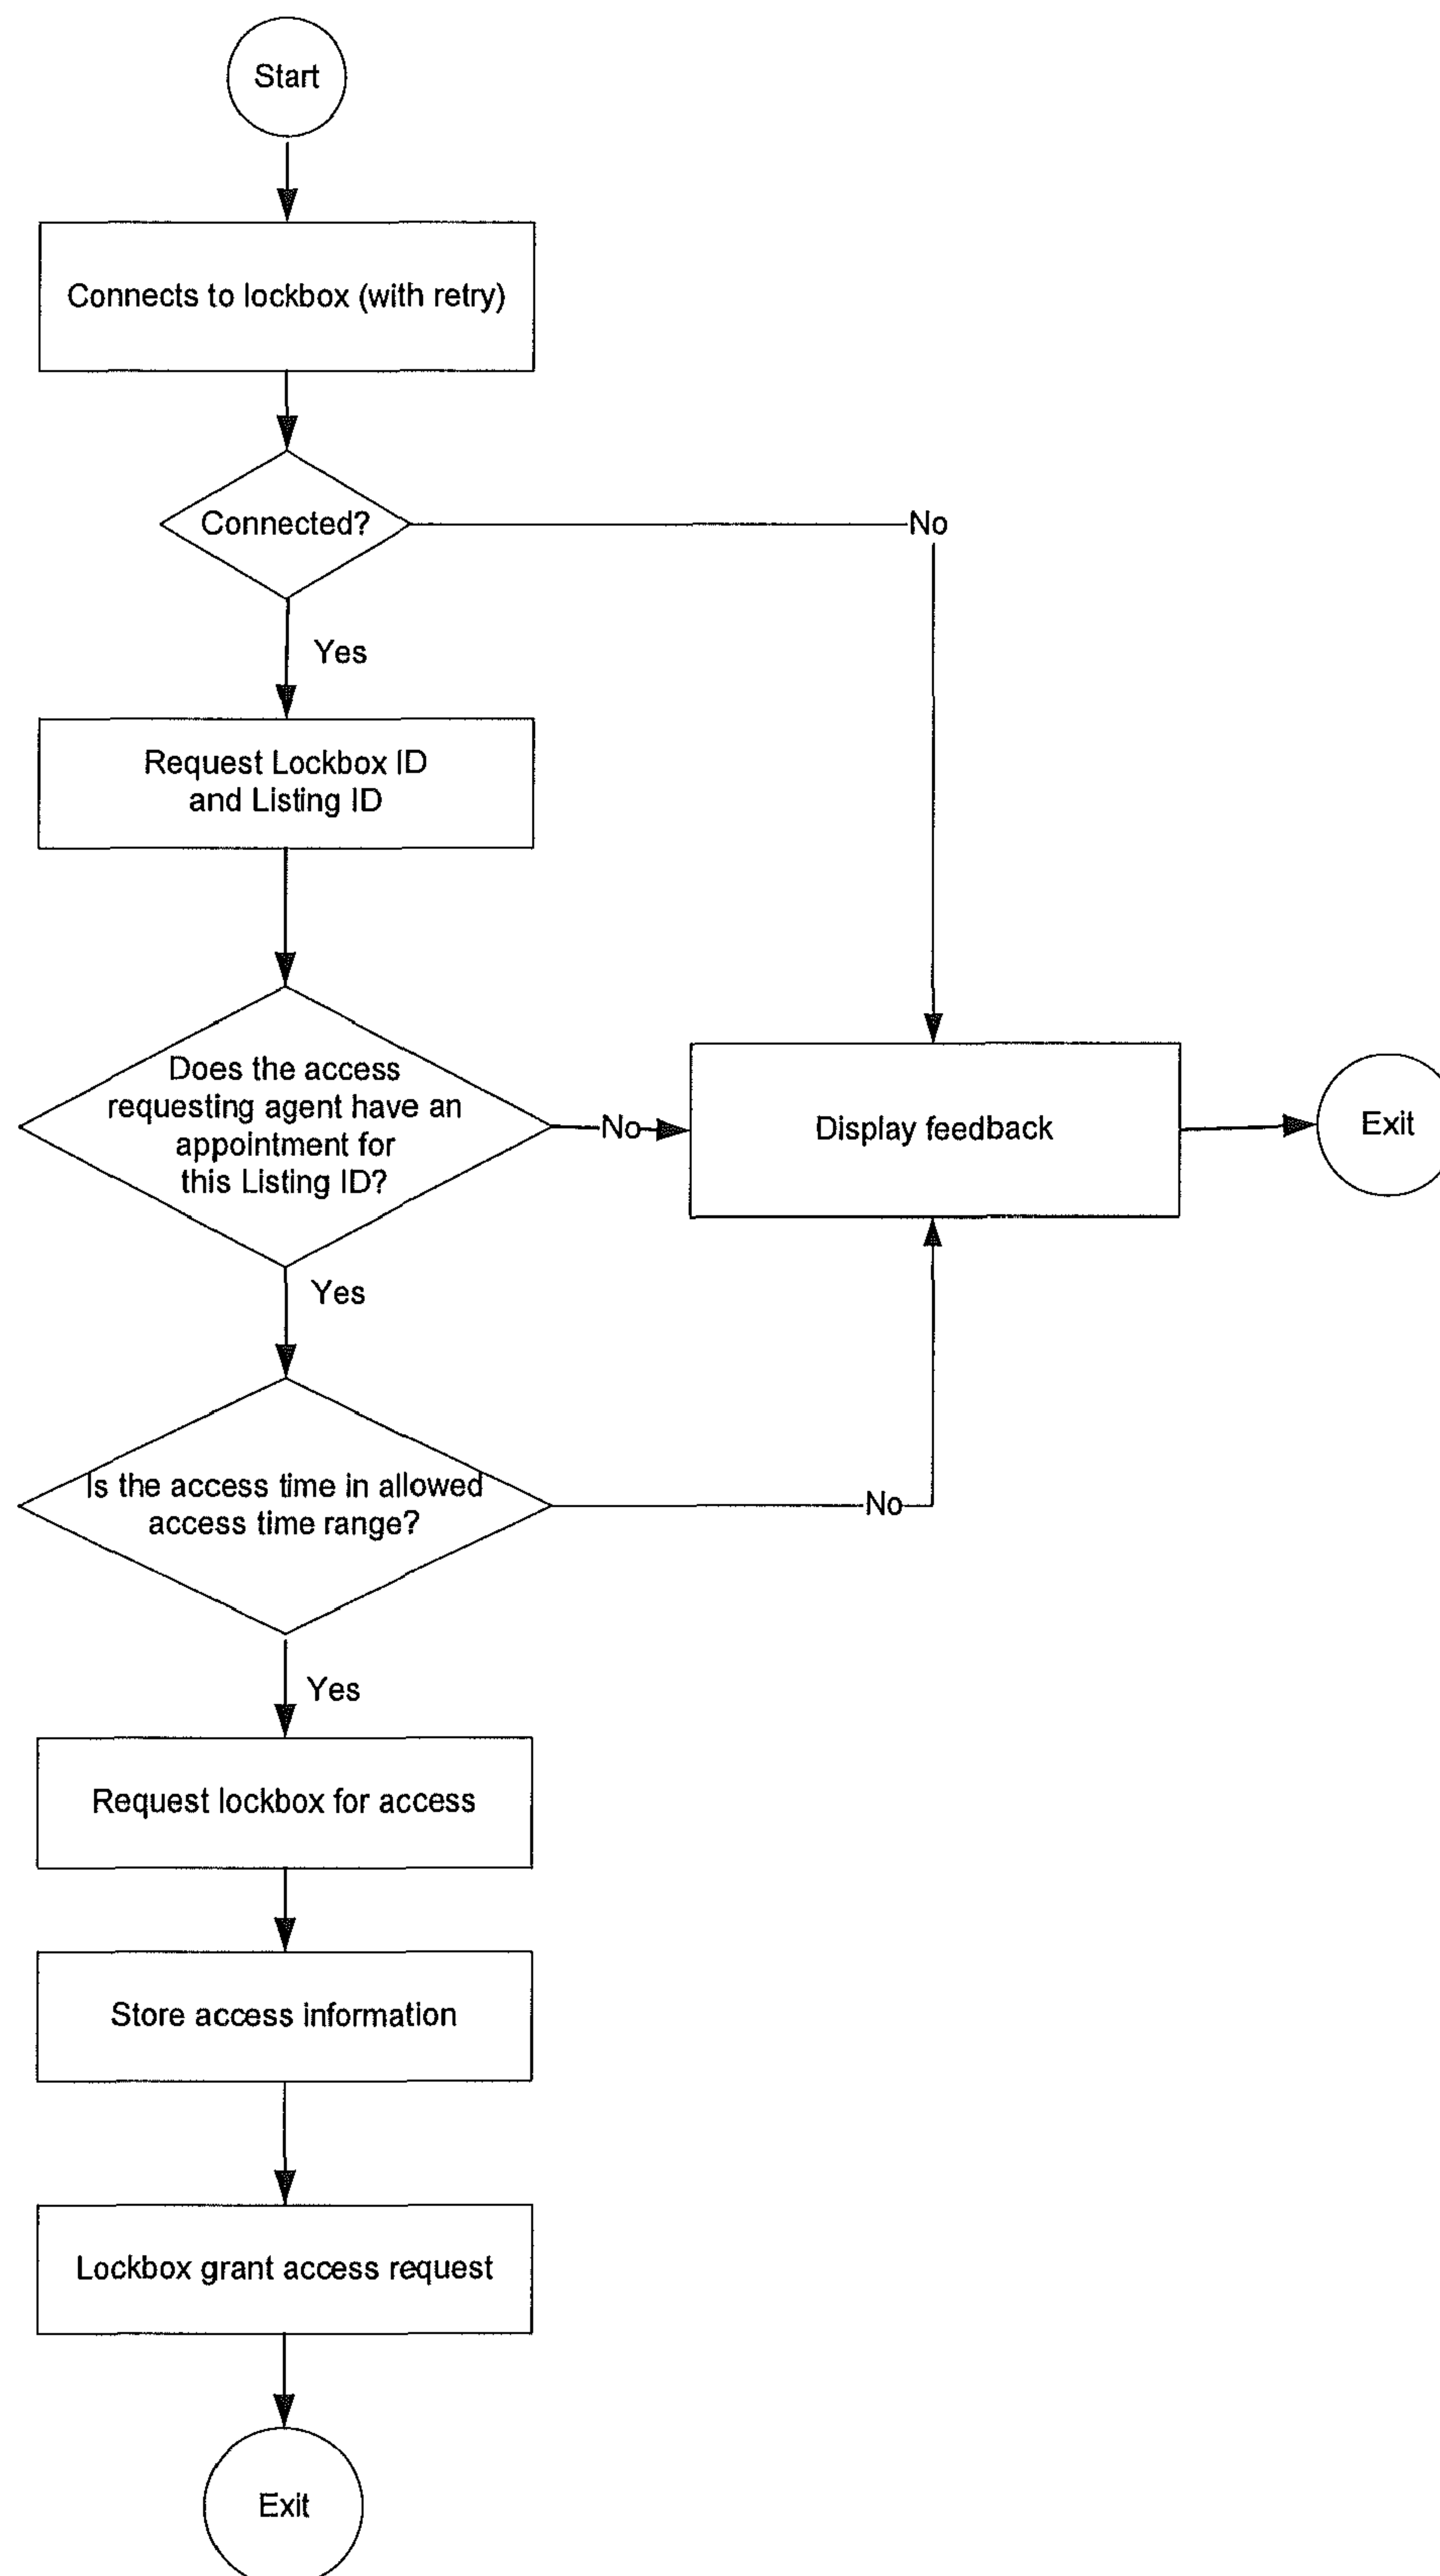 Start
Connects to lockbox (with retry)
Connected?
No
Yes
Request Lockbox ID
and Listing ID
Does the access
requesting agent have an
appointment for
this Listing ID?
No
Display feedback
Exit
Yes
Is the access time in allowed
access time range?
No
Yes
Request lockbox for access
Store access information
Lockbox grant access request
Exit